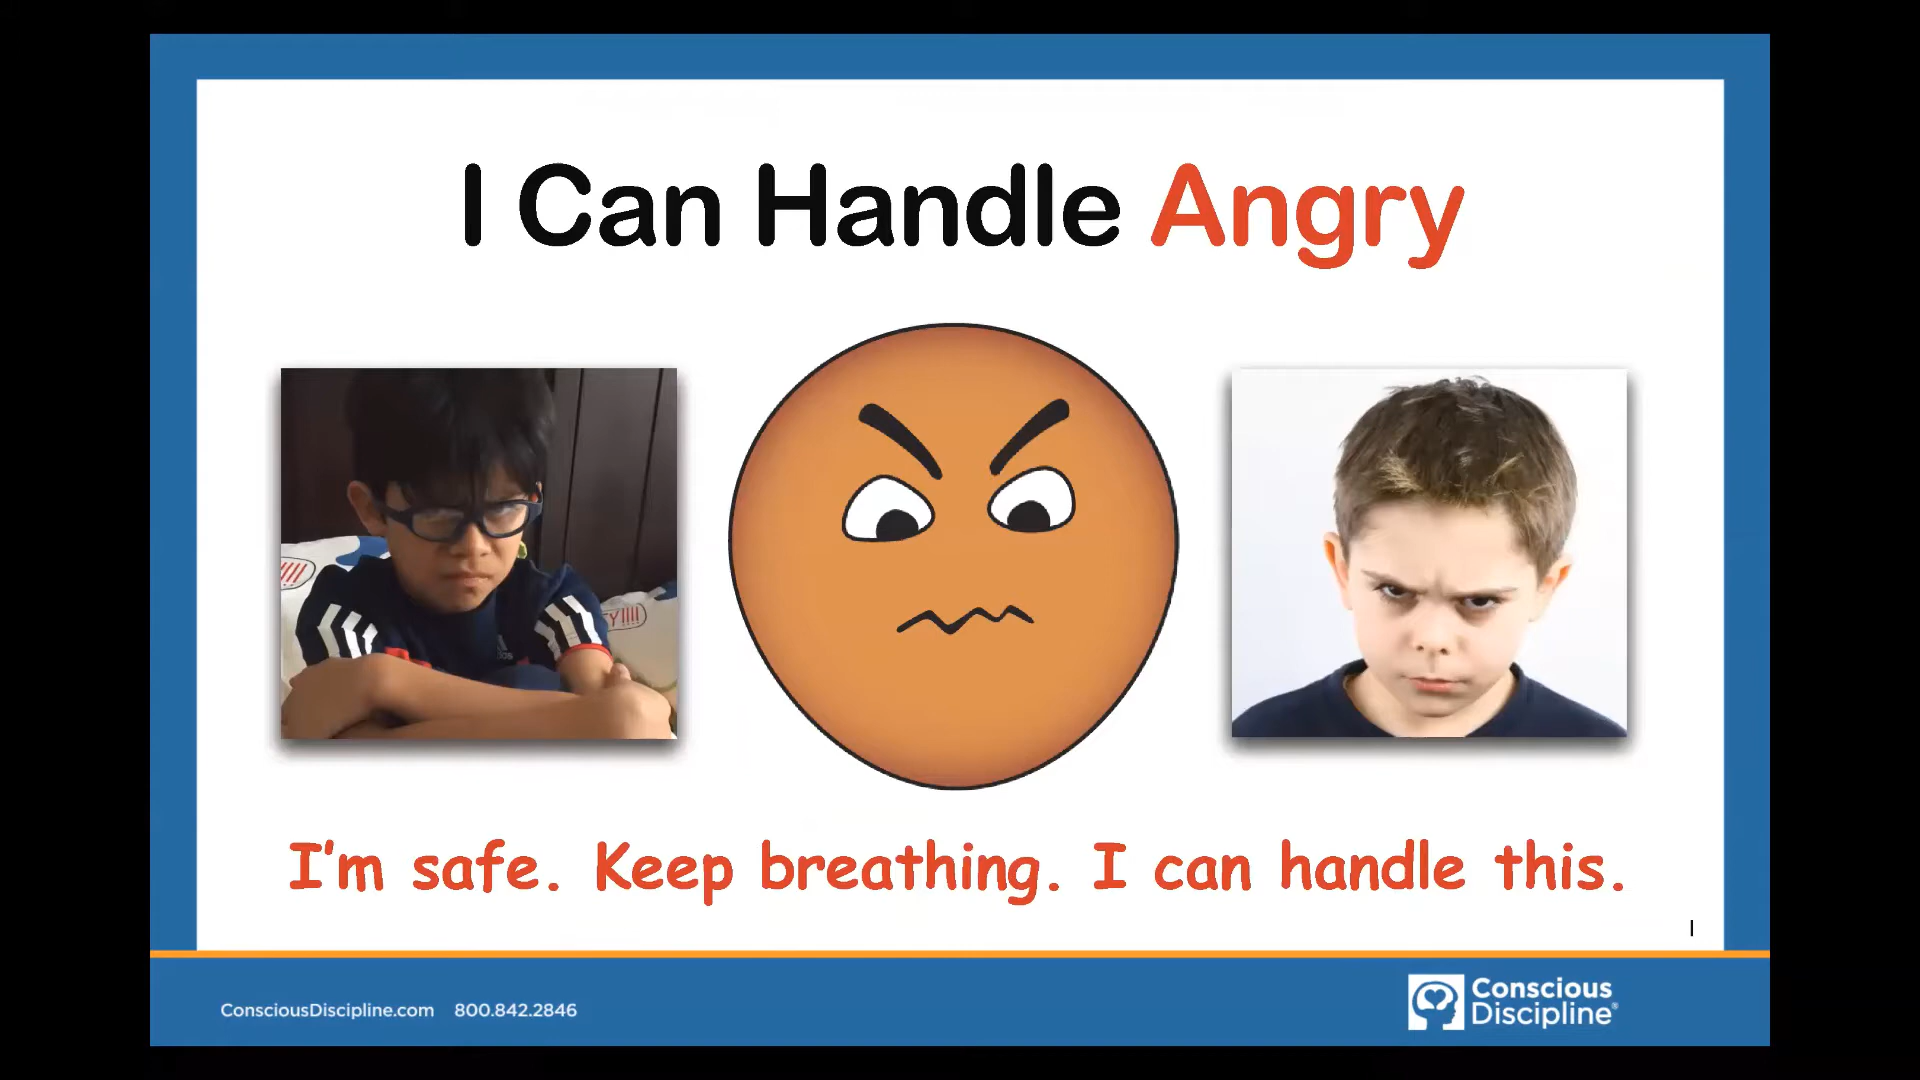 I Can Handle Angry
I'm safe. Keep breathing. I can handle this.
ConsciousDiscipline.com 800.842.2846
Conscious
Discipline®